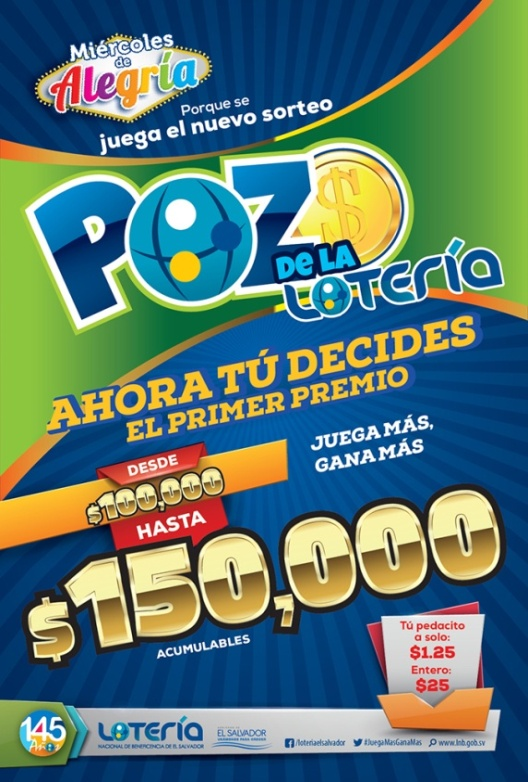 Miércoles
de
Alegría
Porque se
juega el nuevo sorteo
POZO
DE LA
LOTERÍA
AHORA TÚ DECIDES
EL PRIMER PREMIO
JUEGA MÁS,
GANA MÁS
DESDE
$100,000
HASTA
$150,000
ACUMULABLES
Tú pedacito
a solo:
$1.25
Entero:
$25
145
Años
LOTERÍA
NACIONAL DE BENEFICENCIA DE EL SALVADOR
EL SALVADOR
/loteriaelsalvador
#JuegaMasGanaMas
www.lnb.gob.sv